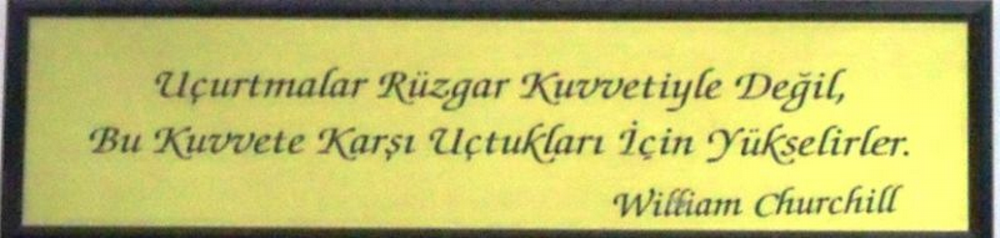 Uçurtmalar Rüzgar Kuvvetiyle Değil,
Bu Kuvvete Karşı Uçtukları İçin Yükselirler.
William Churchill